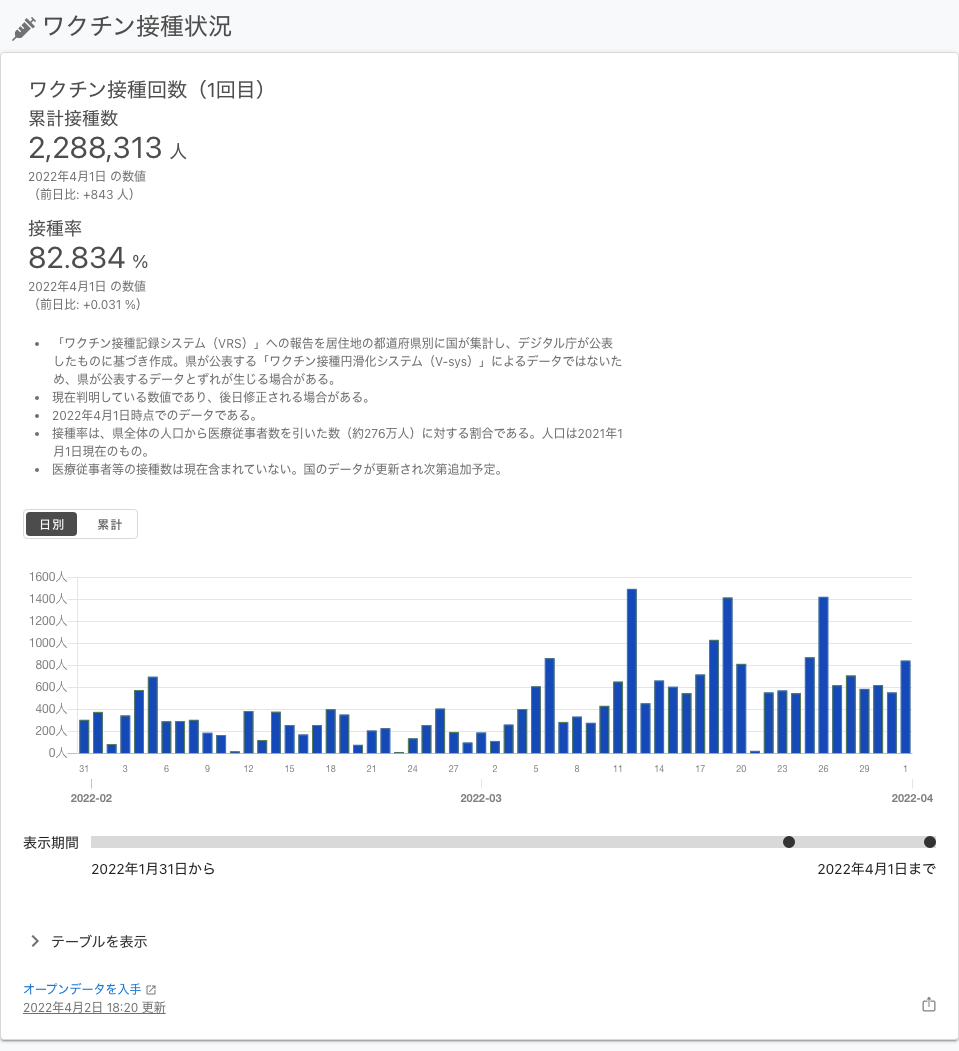 ワクチン接種状況
ワクチン接種回数（1回目）
累計接種数
2,288,313 人
2022年4月1日 の数値
（前日比: +843 人）
接種率
82.834 %
2022年4月1日 の数値
（前日比: +0.031 %）
• 「ワクチン接種記録システム（VRS）」への報告を居住地の都道府県別に国が集計し、デジタル庁が公表
したものに基づき作成。県が公表する「ワクチン接種円滑化システム（V-sys）」によるデータではないた
め、県が公表するデータとずれが生じる場合がある。
• 現在判明している数値であり、後日修正される場合がある。
• 2022年4月1日時点でのデータである。
• 接種率は、県全体の人口から医療従事者数を引いた数（約276万人）に対する割合である。人口は2021年1
月1日現在のもの。
• 医療従事者等の接種数は現在含まれていない。国のデータが更新され次第追加予定。
日別 累計
1600人
1400人
1200人
1000人
800人
600人
400人
200人
0人
31 3 6 9 12 15 18 21 24 27 2 5 8 11 14 17 20 23 26 29 1
2022-02 2022-03 2022-04
表示期間
2022年1月31日から 2022年4月1日まで
テーブルを表示
オープンデータを入手
2022年4月2日 18:20 更新